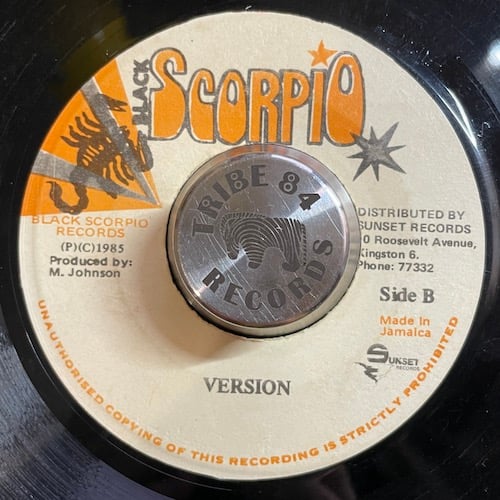 BLACK
SCORPIO
BLACK SCORPIO
RECORDS
(P)(C)1985
Produced by:
M. Johnson
TRIBE 84
RECORDS
DISTRIBUTED BY
SUNSET RECORDS
0 Roosevelt Avenue,
Kingston 6.
Phone: 77332
Side B
Made In
Jamaica
SUNSET
RECORDS
VERSION
UNAUTHORISED COPYING OF THIS RECORDING IS STRICTLY PROHIBITED